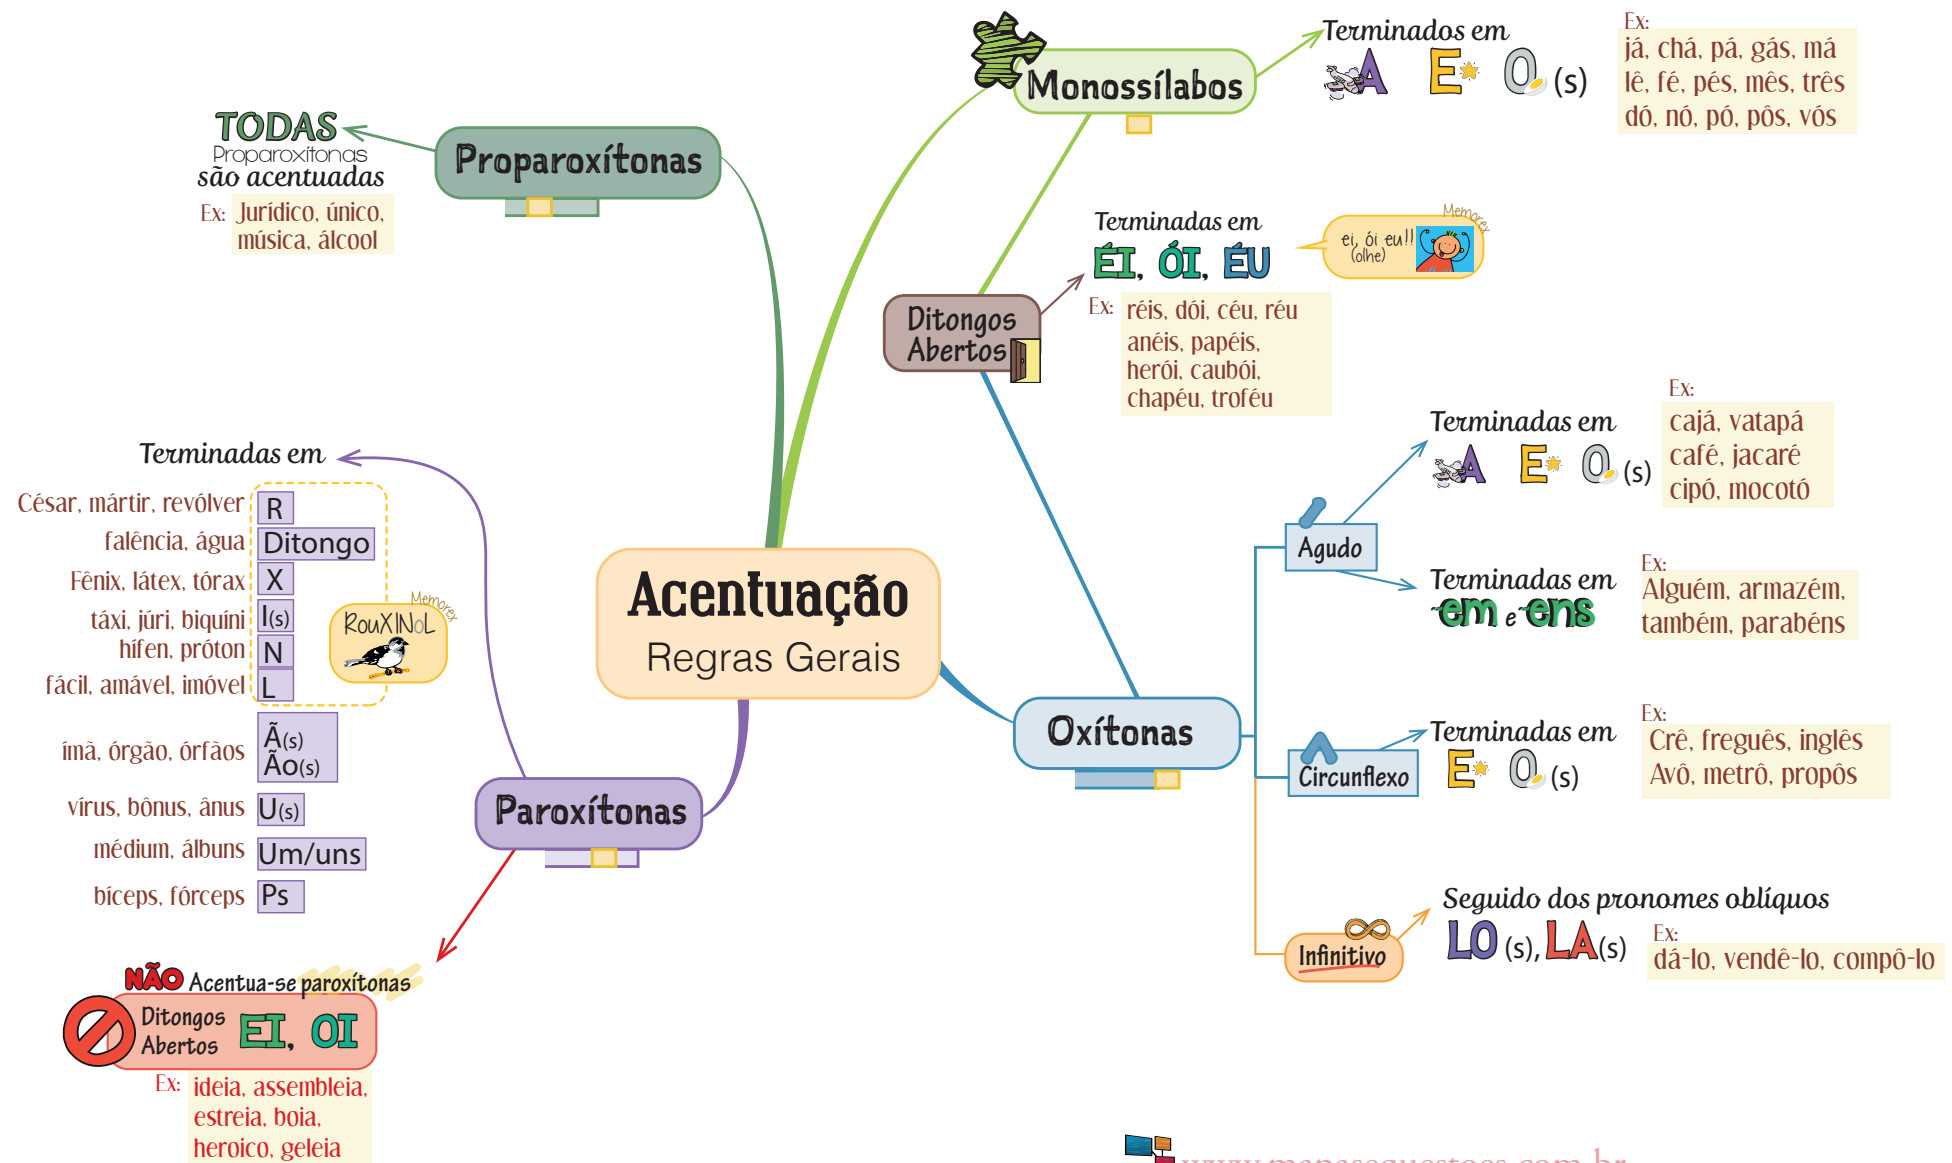 Acentuação
Regras Gerais
Proparoxítonas
TODAS
Proparoxítonas
são acentuadas
Ex: Jurídico, único,
música, álcool
Monossílabos
Terminados em
A E O (s)
Ex:
já, chá, pá, gás, má
lê, fé, pés, mês, três
dó, nó, pó, pôs, vós
Ditongos
Abertos
Terminadas em
ÉI, ÓI, ÉU
Memorex
ei, ói eu!!
(olhe)
Ex: réis, dói, céu, réu
anéis, papéis,
herói, caubói,
chapéu, troféu
Oxítonas
Agudo
Terminadas em
A E O (s)
Ex:
cajá, vatapá
café, jacaré
cipó, mocotó
Terminadas em
em e ens
Ex:
Alguém, armazém,
também, parabéns
Circunflexo
Terminadas em
E O (s)
Ex:
Crê, freguês, inglês
Avô, metrô, propôs
Infinitivo
Seguido dos pronomes oblíquos
LO (s), LA(s)
Ex:
dá-lo, vendê-lo, compô-lo
Paroxítonas
Terminadas em
César, mártir, revólver R
falência, água Ditongo
Fênix, látex, tórax X
táxi, júri, biquíni I(s)
hífen, próton N
fácil, amável, imóvel L
Memorex
RouXINoL
ímã, órgão, órfãos Ã(s)
Ão(s)
vírus, bônus, ânus U(s)
médium, álbuns Um/uns
bíceps, fórceps Ps
NÃO Acentua-se paroxítonas
Ditongos
Abertos
EI, OI
Ex: ideia, assembleia,
estreia, boia,
heroico, geleia
www.mapasequestoes.com.br